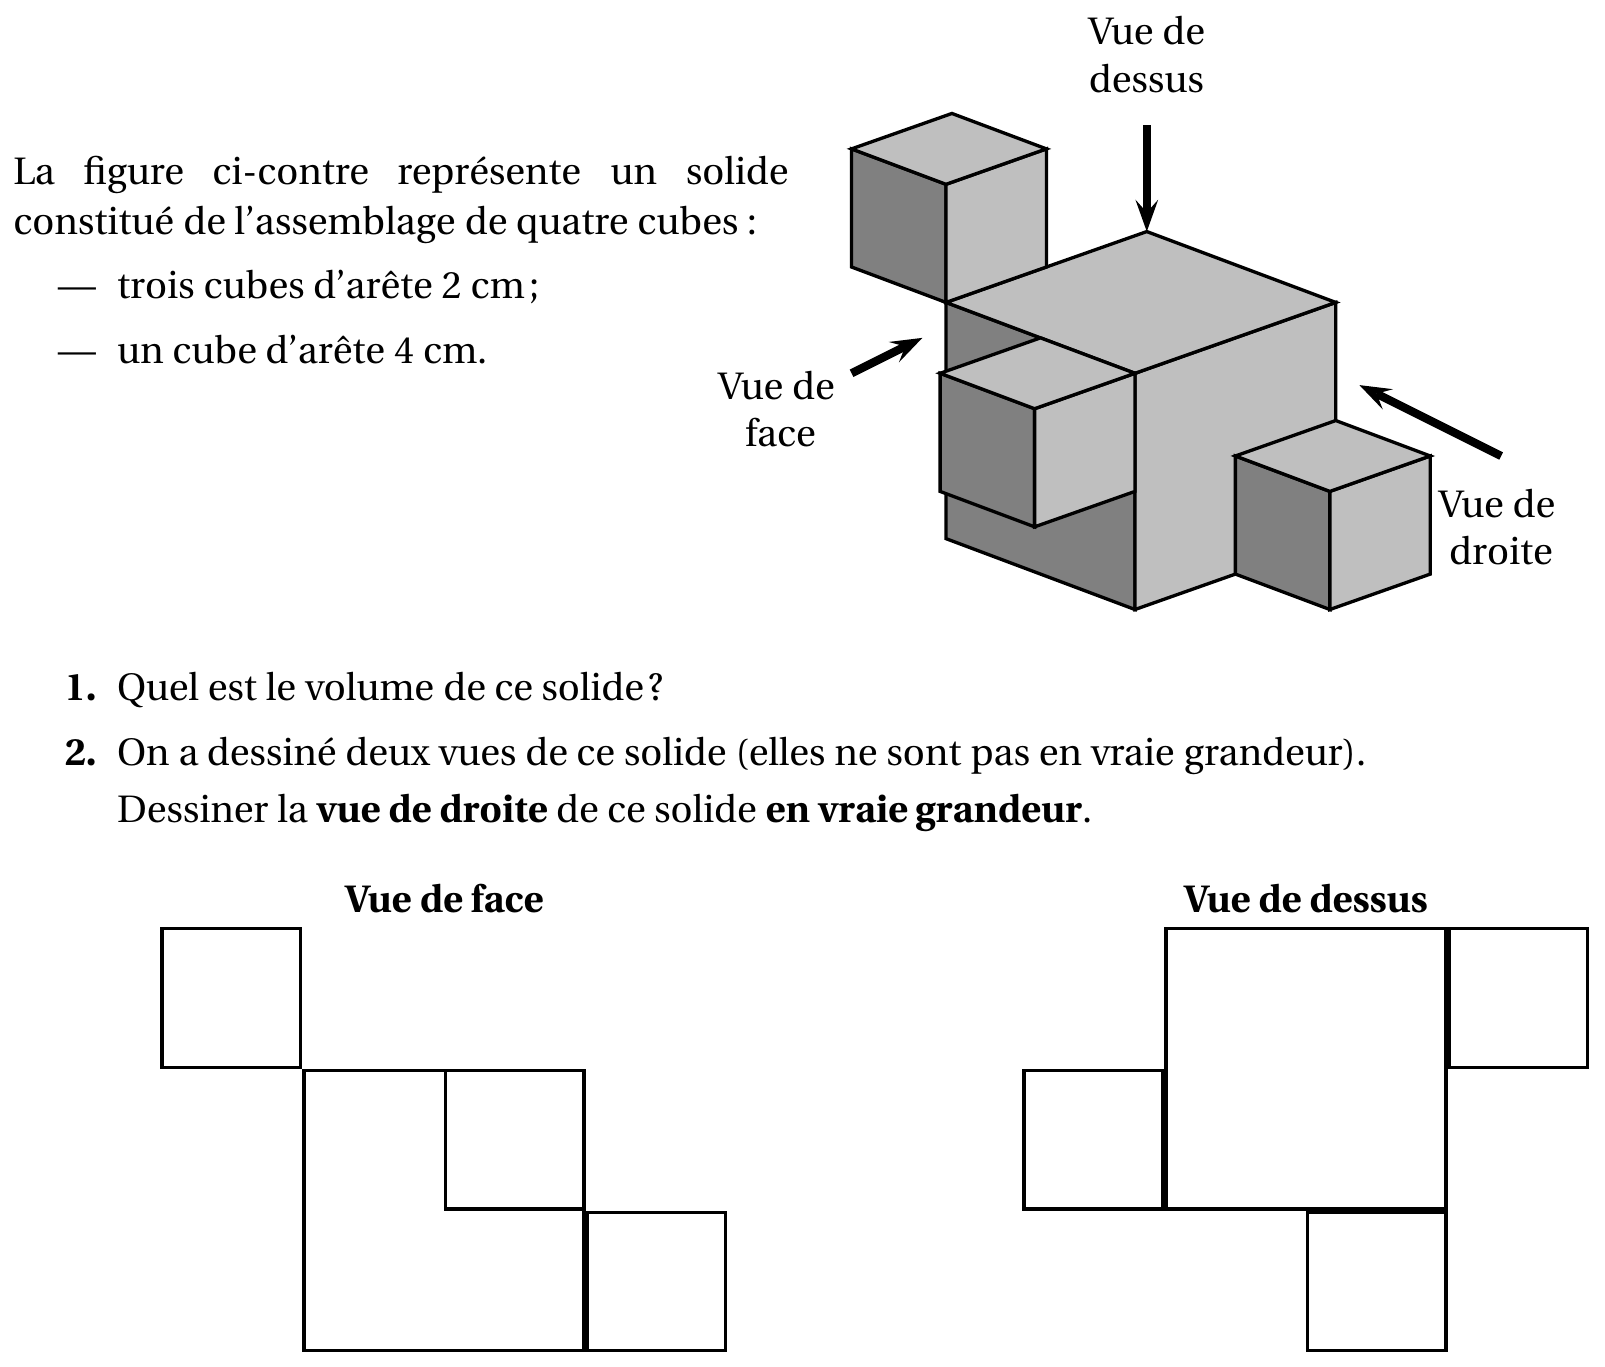 Vue de
dessus
La figure ci-contre représente un solide
constitué de l'assemblage de quatre cubes :
— trois cubes d'arête 2 cm;
— un cube d'arête 4 cm.
Vue de
face
Vue de
droite
1. Quel est le volume de ce solide?
2. On a dessiné deux vues de ce solide (elles ne sont pas en vraie grandeur).
Dessiner la vue de droite de ce solide en vraie grandeur.
Vue de face
Vue de dessus